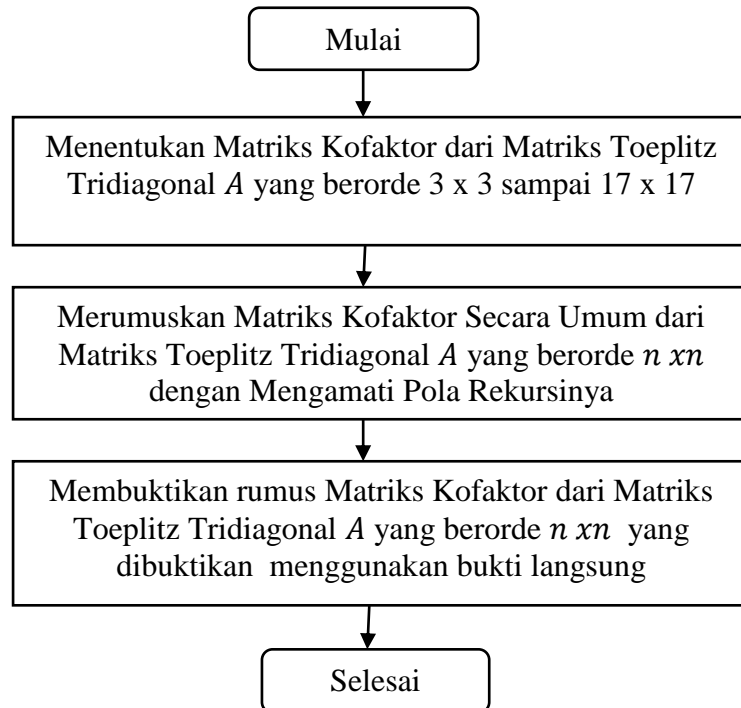 Mulai
Menentukan Matriks Kofaktor dari Matriks Toeplitz
Tridiagonal A yang berorde 3 x 3 sampai 17 x 17
Merumuskan Matriks Kofaktor Secara Umum dari
Matriks Toeplitz Tridiagonal A yang berorde n xn
dengan Mengamati Pola Rekursinya
Membuktikan rumus Matriks Kofaktor dari Matriks
Toeplitz Tridiagonal A yang berorde n xn yang
dibuktikan menggunakan bukti langsung
Selesai